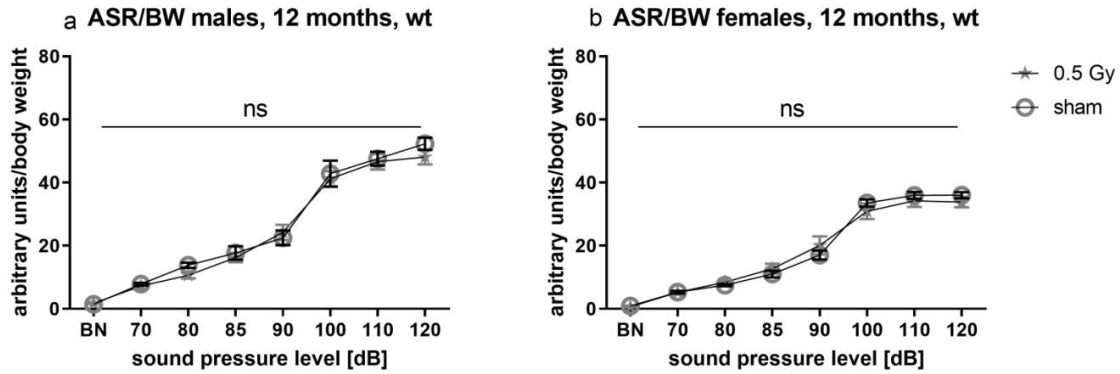 a ASR/BW males, 12 months, wt
arbitrary units/body weight
80
60
40
20
0
ns
BN 70 80 85 90 100 110 120
sound pressure level [dB]
b ASR/BW females, 12 months, wt
arbitrary units/body weight
80
60
40
20
0
ns
BN 70 80 85 90 100 110 120
sound pressure level [dB]
0.5 Gy
sham